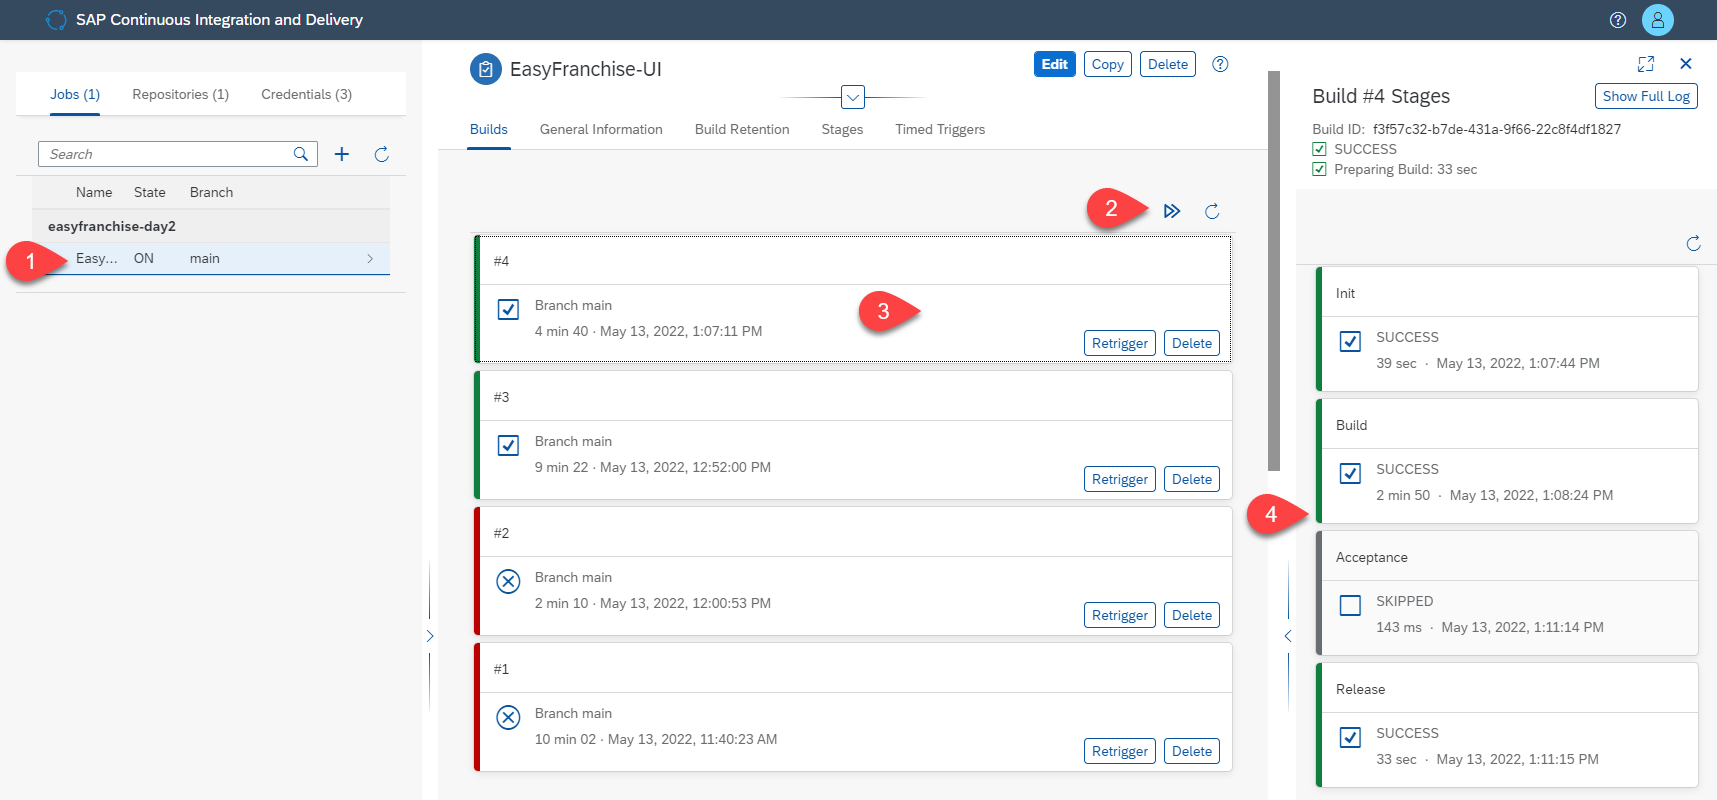 SAP Continuous Integration and Delivery
Jobs (1) Repositories (1) Credentials (3)
Search
Name State Branch
easyfranchise-day2
1
Easy... ON main
EasyFranchise-UI
Edit Copy Delete
Builds General Information Build Retention Stages Timed Triggers
2
#4
Branch main
4 min 40 · May 13, 2022, 1:07:11 PM
3
Retrigger Delete
#3
Branch main
9 min 22 · May 13, 2022, 12:52:00 PM
Retrigger Delete
#2
Branch main
2 min 10 · May 13, 2022, 12:00:53 PM
Retrigger Delete
#1
Branch main
10 min 02 · May 13, 2022, 11:40:23 AM
Retrigger Delete
Build #4 Stages
Show Full Log
Build ID: f3f57c32-b7de-431a-9f66-22c8f4df1827
SUCCESS
Preparing Build: 33 sec
Init
SUCCESS
39 sec · May 13, 2022, 1:07:44 PM
Build
SUCCESS
2 min 50 · May 13, 2022, 1:08:24 PM
4
Acceptance
SKIPPED
143 ms · May 13, 2022, 1:11:14 PM
Release
SUCCESS
33 sec · May 13, 2022, 1:11:15 PM